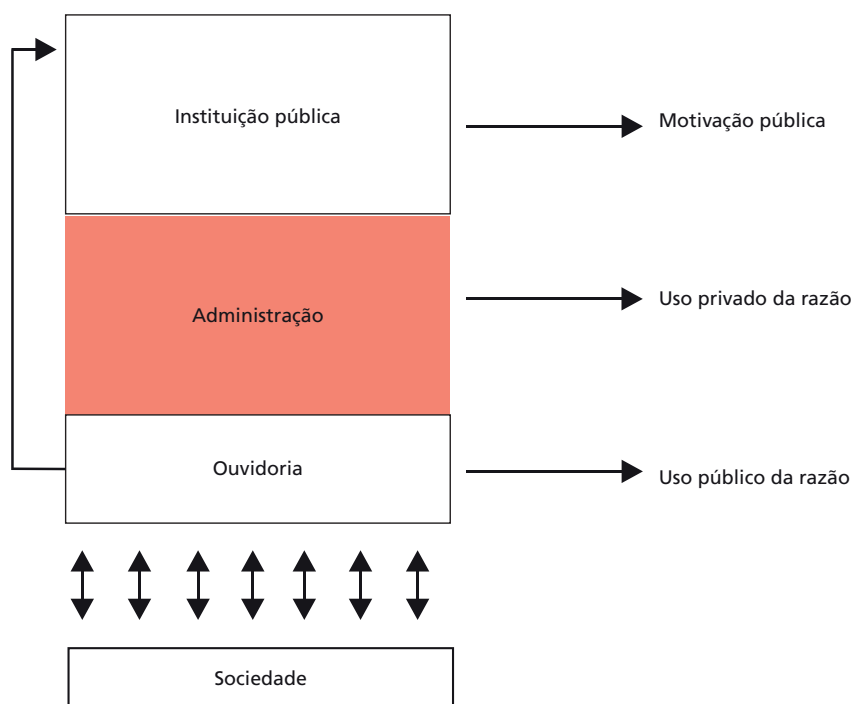 Instituição pública
Motivação pública
Administração
Uso privado da razão
Ouvidoria
Uso público da razão
Sociedade